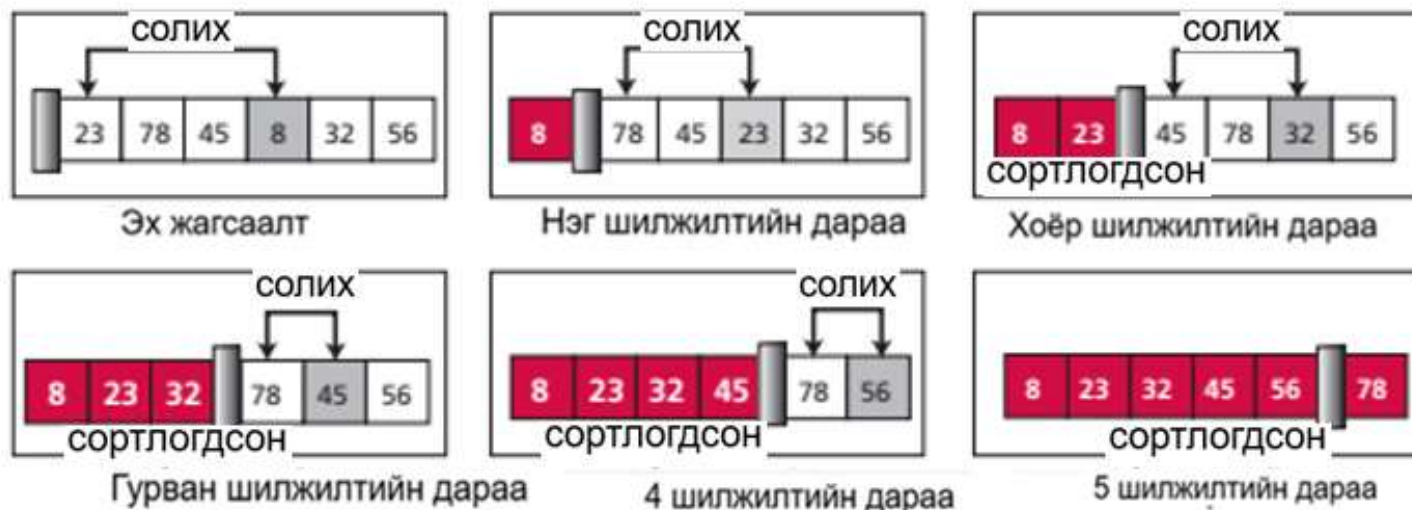 солих
23 78 45 8 32 56
Эх жагсаалт
солих
8 78 45 23 32 56
Нэг шилжилтийн дараа
солих
8 23 45 78 32 56
сортлогдсон
Хоёр шилжилтийн дараа
солих
8 23 32 78 45 56
сортлогдсон
Гурван шилжилтийн дараа
солих
8 23 32 45 78 56
сортлогдсон
4 шилжилтийн дараа
8 23 32 45 56 78
сортлогдсон
5 шилжилтийн дараа